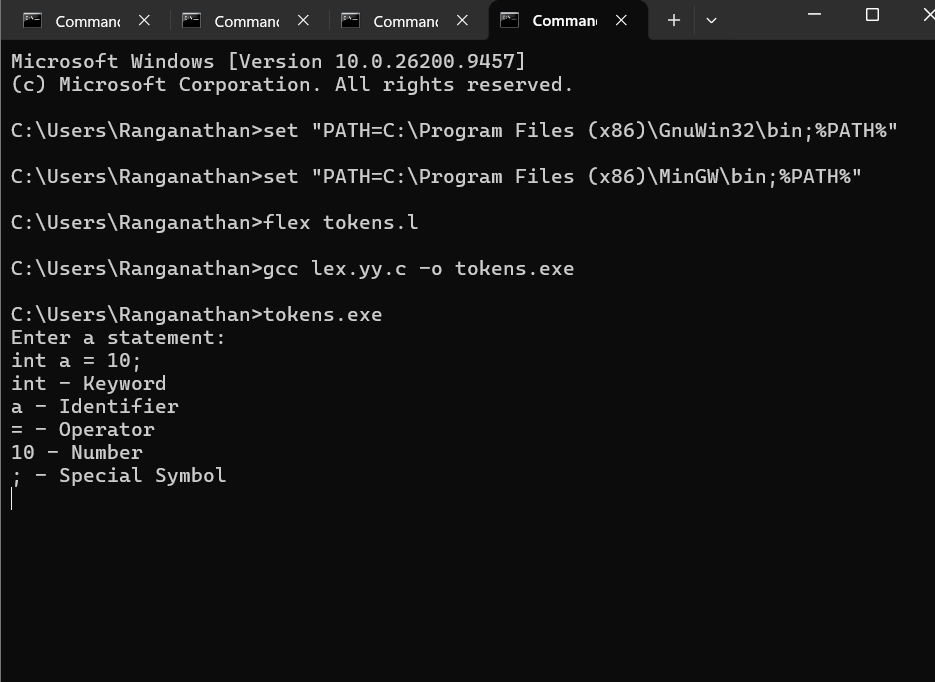 Command
Command
Command
Command
Microsoft Windows [Version 10.0.26200.9457]
(c) Microsoft Corporation. All rights reserved.
C:\Users\Ranganathan>set "PATH=C:\Program Files (x86)\GnuWin32\bin;%PATH%"
C:\Users\Ranganathan>set "PATH=C:\Program Files (x86)\MinGW\bin;%PATH%"
C:\Users\Ranganathan>flex tokens.l
C:\Users\Ranganathan>gcc lex.yy.c -o tokens.exe
C:\Users\Ranganathan>tokens.exe
Enter a statement:
int a = 10;
int - Keyword
a - Identifier
= - Operator
10 - Number
; - Special Symbol